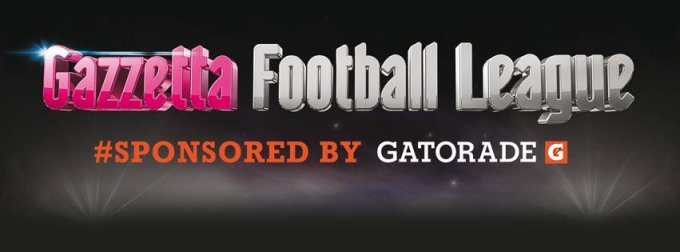 Gazzetta Football League
#SPONSORED BY GATORADE G